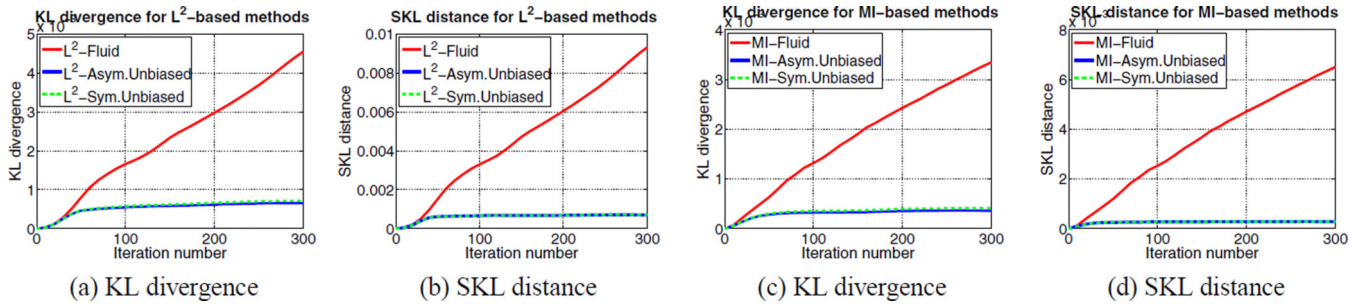 KL divergence for L²-based methods
5 x 10⁻³
4
3
2
1
0
KL divergence
L²-Fluid
L²-Asym.Unbiased
L²-Sym.Unbiased
0 100 200 300
Iteration number
(a) KL divergence
SKL distance for L²-based methods
0.01
0.008
0.006
0.004
0.002
0
SKL distance
L²-Fluid
L²-Asym.Unbiased
L²-Sym.Unbiased
0 100 200 300
Iteration number
(b) SKL distance
KL divergence for MI-based methods
4 x 10⁻³
3
2
1
0
KL divergence
MI-Fluid
MI-Asym.Unbiased
MI-Sym.Unbiased
0 100 200 300
Iteration number
(c) KL divergence
SKL distance for MI-based methods
8 x 10⁻³
6
4
2
0
SKL distance
MI-Fluid
MI-Asym.Unbiased
MI-Sym.Unbiased
0 100 200 300
Iteration number
(d) SKL distance